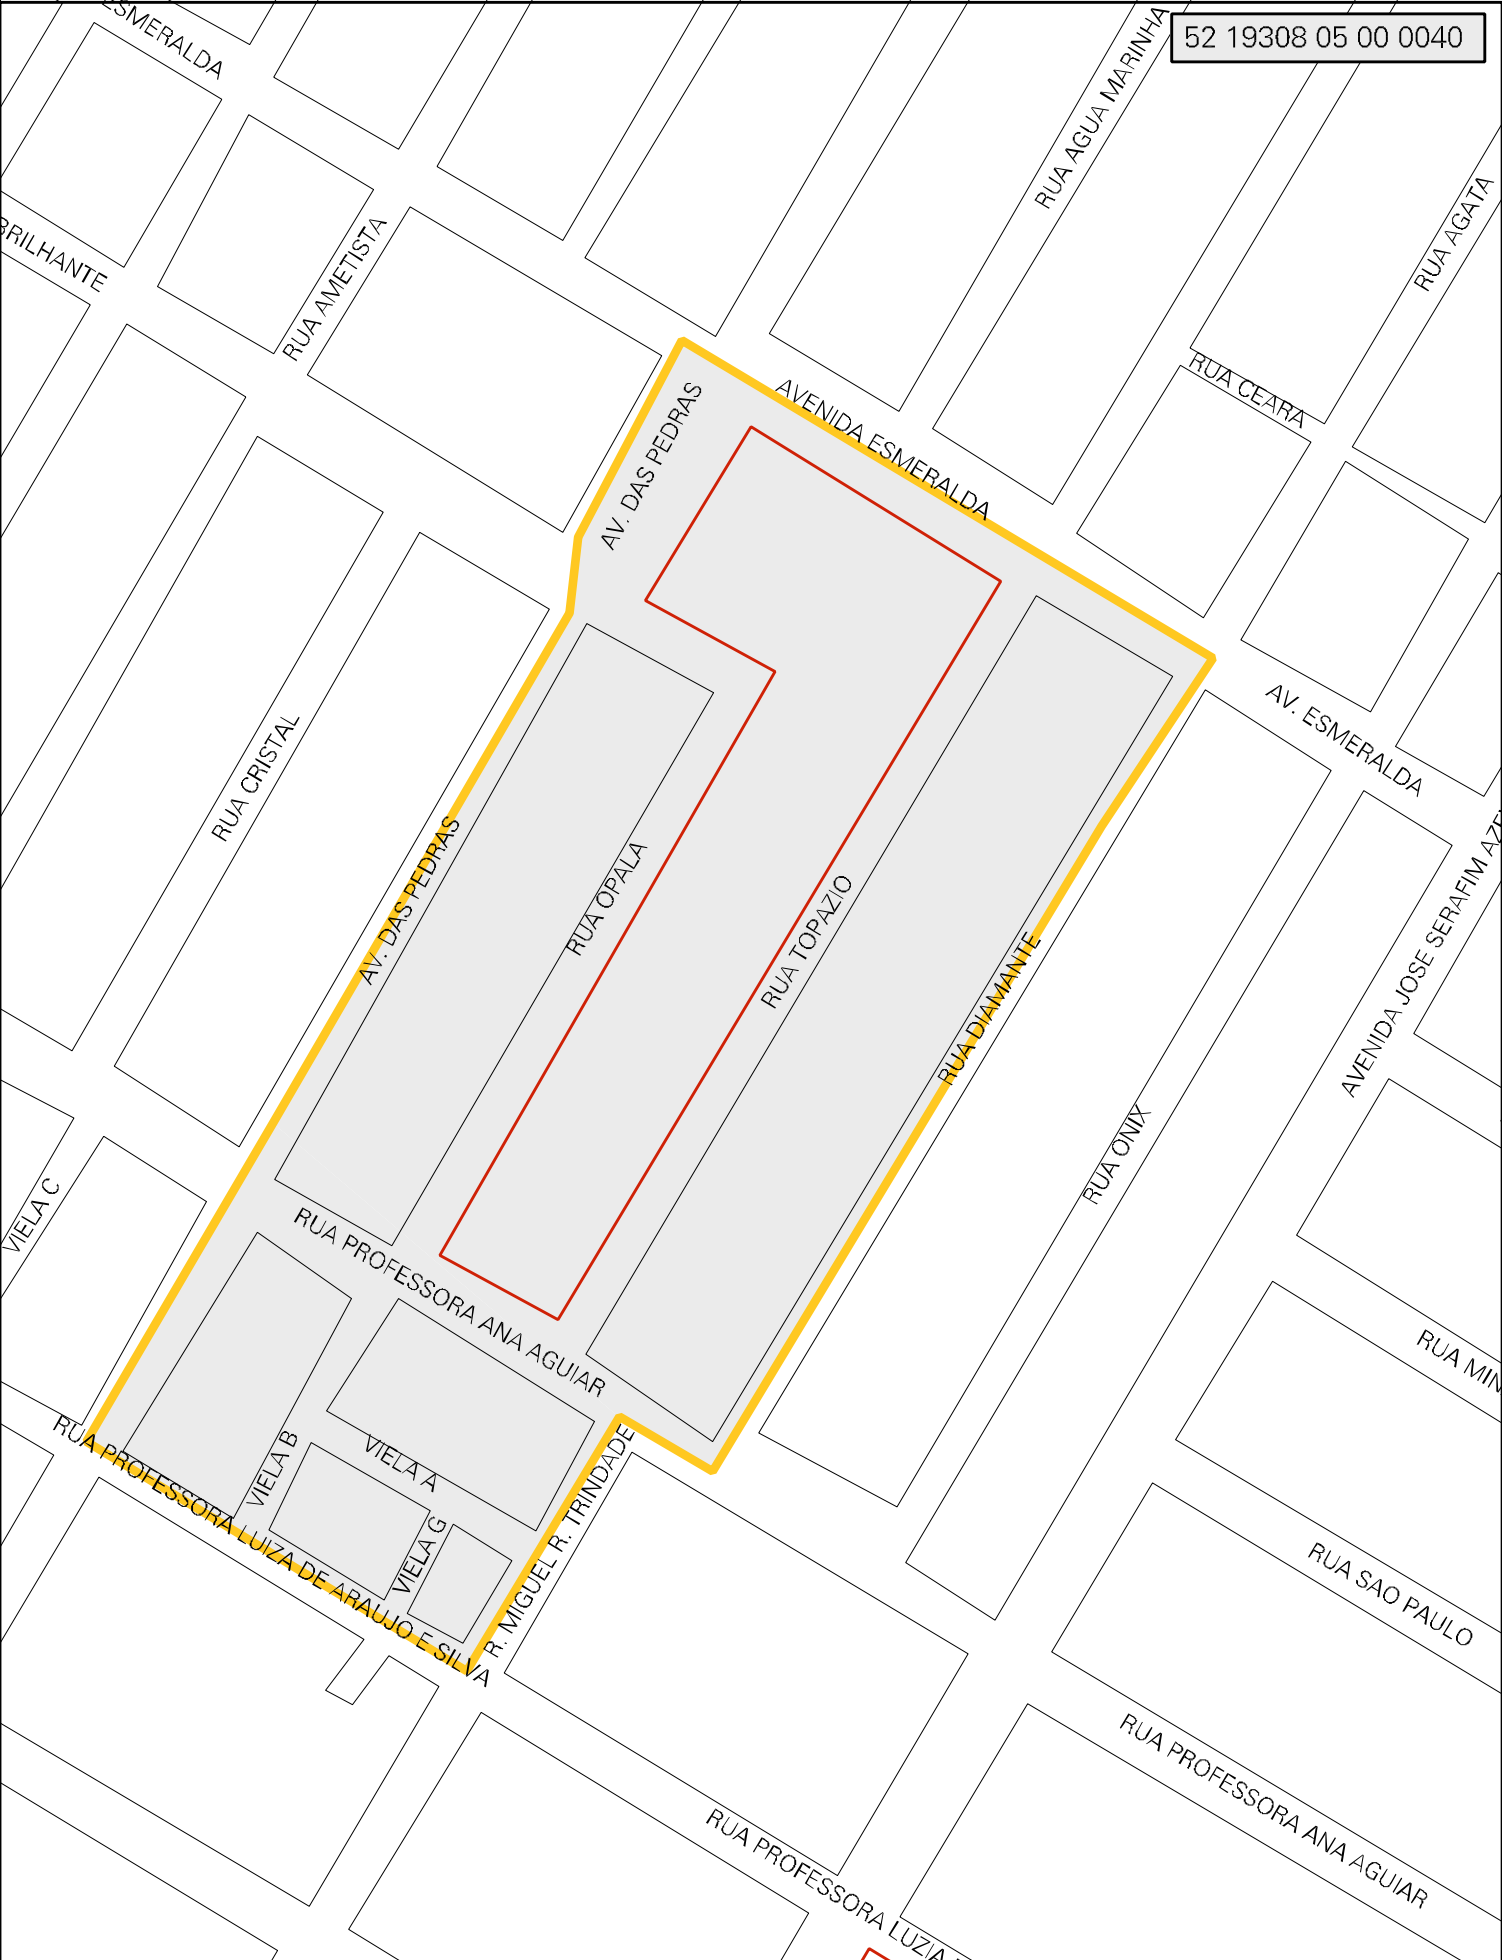 ESMERALDA
52 19308 05 00 0040
RUA AGUA MARINHA
RUA AGATA
BRILHANTE
RUA AMETISTA
RUA CEARA
AV. DAS PEDRAS
AVENIDA ESMERALDA
AV. ESMERALDA
RUA CRISTAL
AV. DAS PEDRAS
RUA OPALA
RUA TOPAZIO
RUA DIAMANTE
AVENIDA JOSE SERAFIM
RUA ONIX
VIELA C
RUA PROFESSORA ANA AGUIAR
RUA MIN
RUA PROFESSORA LUIZA DE ARAUJO E SILVA
VIELA B
VIELA A
VIELA G
R. MIGUEL R. TRINDADE
RUA SAO PAULO
RUA PROFESSORA ANA AGUIAR
RUA PROFESSORA LUZIA